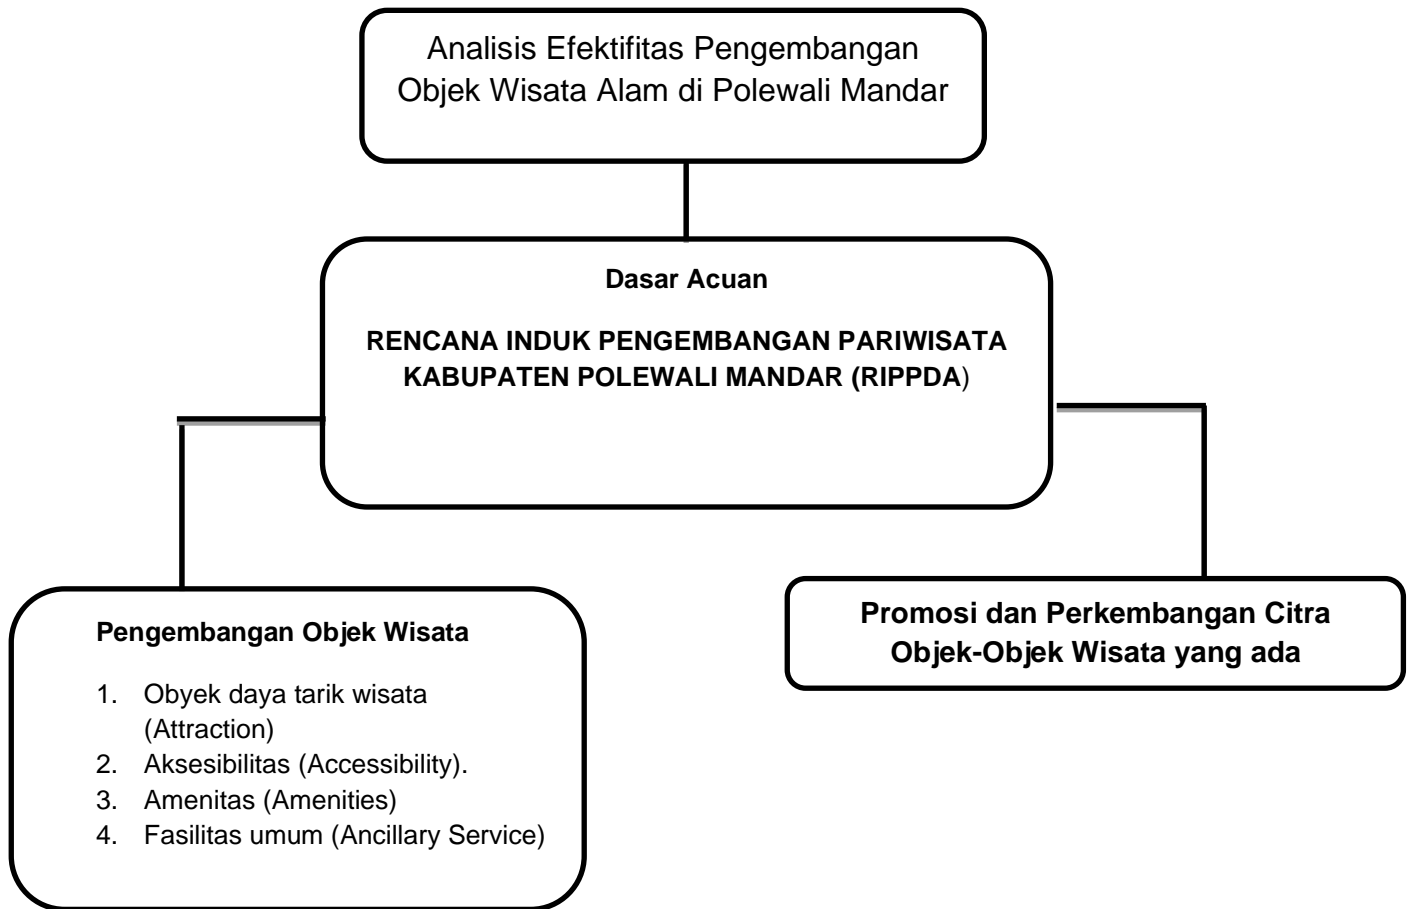 Analisis Efektifitas Pengembangan
Objek Wisata Alam di Polewali Mandar
Dasar Acuan
RENCANA INDUK PENGEMBANGAN PARIWISATA
KABUPATEN POLEWALI MANDAR (RIPPDA)
Pengembangan Objek Wisata
1. Obyek daya tarik wisata
(Attraction)
2. Aksesibilitas (Accessibility).
3. Amenitas (Amenities)
4. Fasilitas umum (Ancillary Service)
Promosi dan Perkembangan Citra
Objek-Objek Wisata yang ada